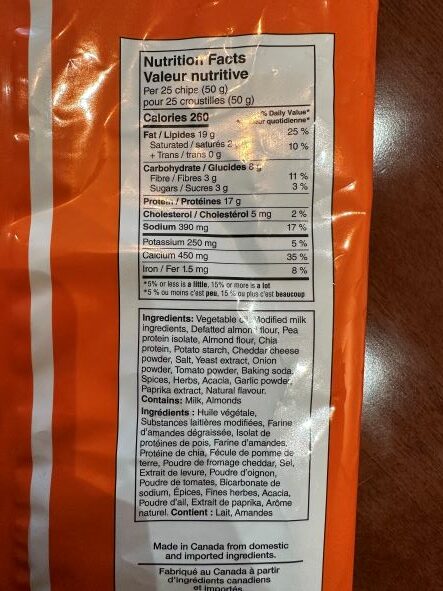 Nutrition Facts
Valeur nutritive
Per 25 chips (50 g)
pour 25 croustilles (50 g)
Calories 260
% Daily Value*
quotidienne*
Fat / Lipides 19 g 25 %
Saturated / saturés 2
+ Trans / trans 0 g 10 %
Carbohydrate / Glucides 8 g
Fibre / Fibres 3 g 11 %
Sugars / Sucres 3 g 3 %
Protein / Protéines 17 g
Cholesterol / Cholestérol 5 mg 2 %
Sodium 390 mg 17 %
Potassium 250 mg 5 %
Calcium 450 mg 35 %
Iron / Fer 1.5 mg 8 %
*5% or less is a little, 15% or more is a lot
*5 % ou moins c'est peu, 15 % ou plus c'est beaucoup
Ingredients: Vegetable Modified milk
ingredients, Defatted almond flour, Pea
protein isolate, Almond flour, Chia
protein, Potato starch, Cheddar cheese
powder, Salt, Yeast extract, Onion
powder, Tomato powder, Baking soda,
Spices, Herbs, Acacia, Garlic powder,
Paprika extract, Natural flavour.
Contains: Milk, Almonds
Ingrédients : Huile végétale,
Substances laitières modifiées, Farine
d'amandes dégraissée, Isolat de
protéines de pois, Farine d'amandes,
Protéine de chia, Fécule de pomme de
terre, Poudre de fromage cheddar, Sel,
Extrait de levure, Poudre d'oignon,
Poudre de tomates, Bicarbonate de
sodium, Épices, Fines herbes, Acacia,
Poudre d'ail, Extrait de paprika, Arôme
naturel. Contient : Lait, Amandes
Made in Canada from domestic
and imported ingredients.
Fabriqué au Canada à partir
d'ingrédients canadiens
et importés